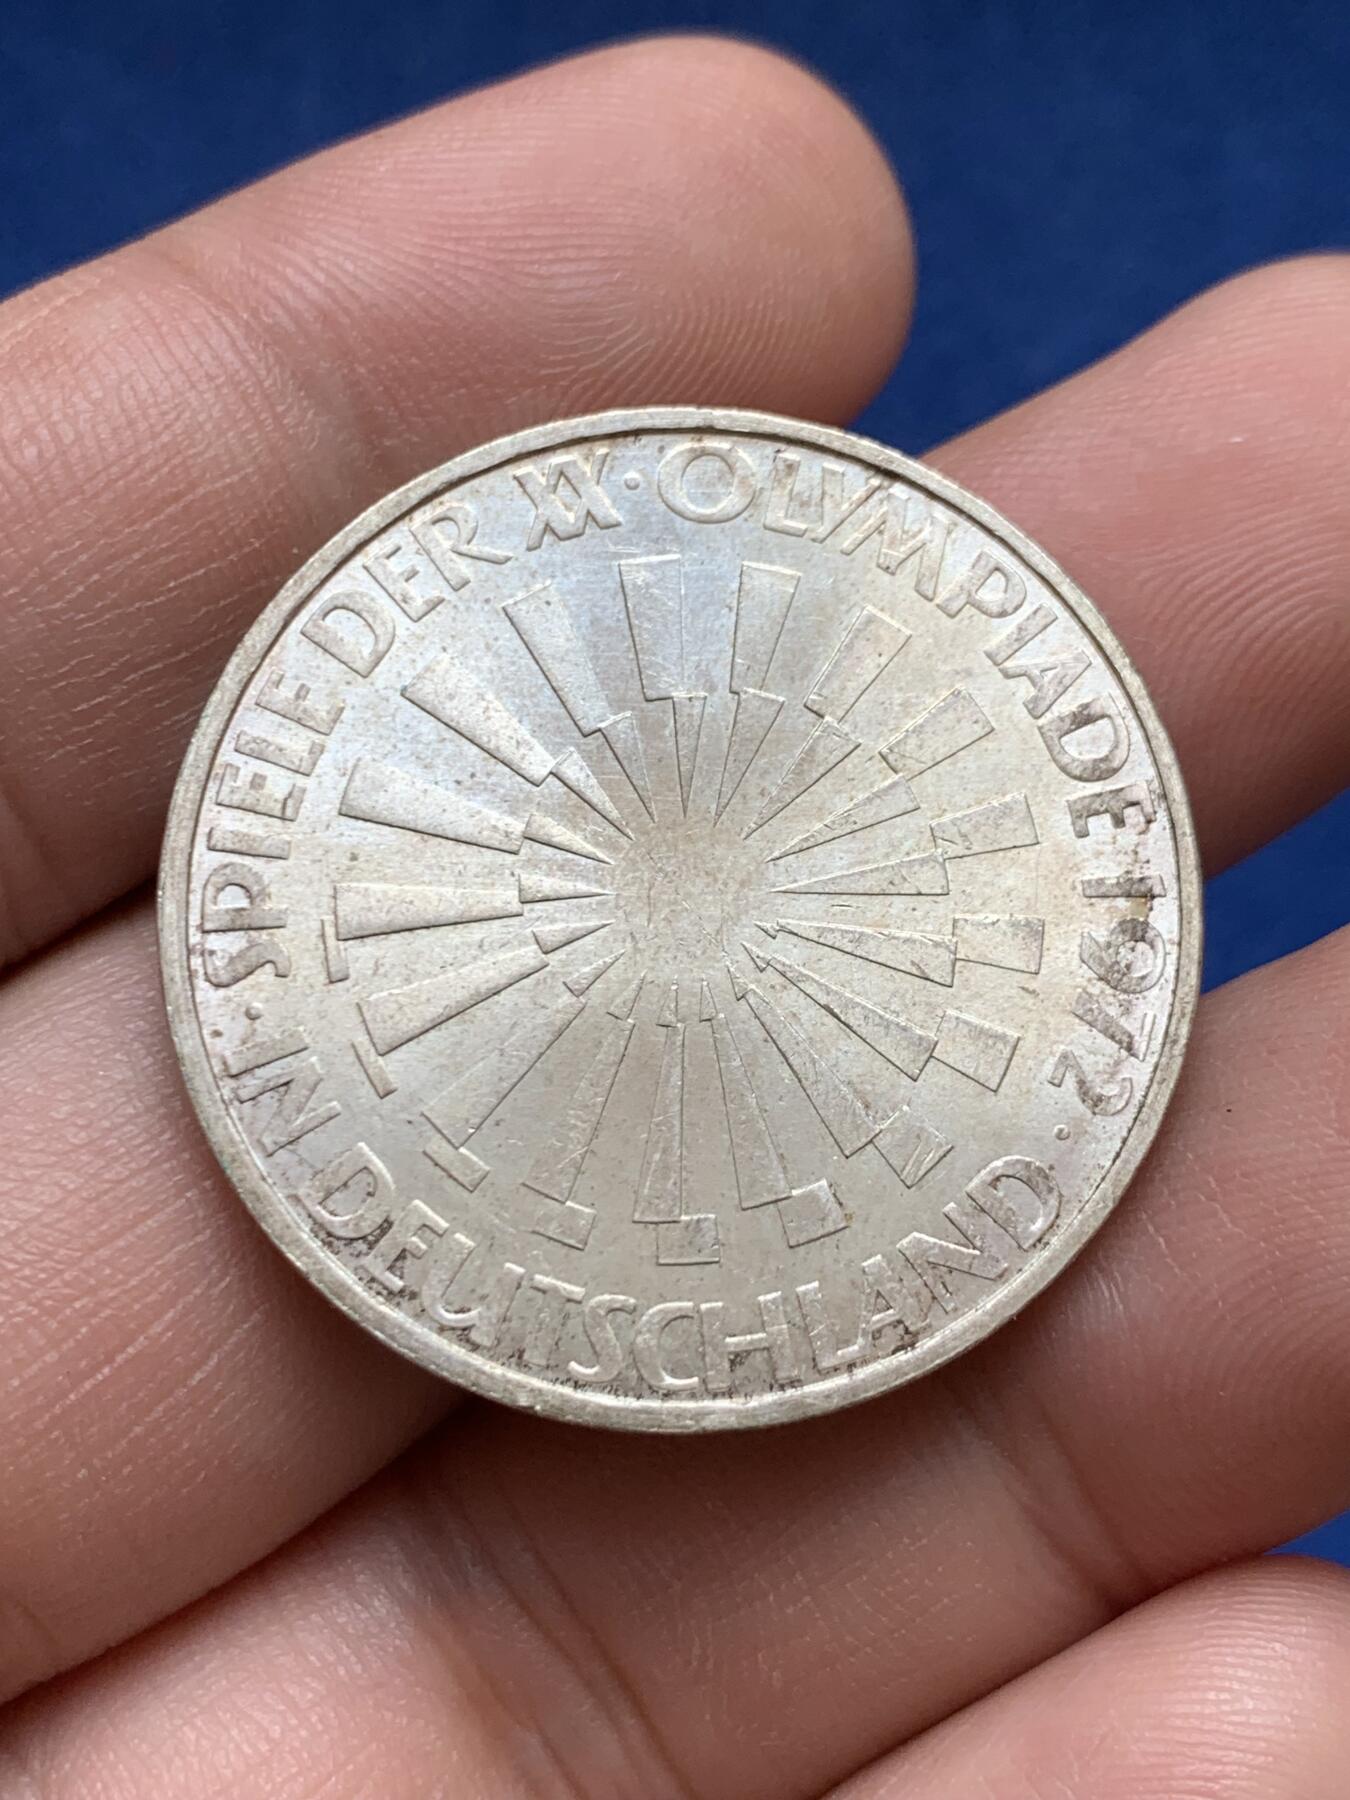 · SPIELE DER XX · OLYMPIADE 1972 ·
IN DEUTSCHLAND